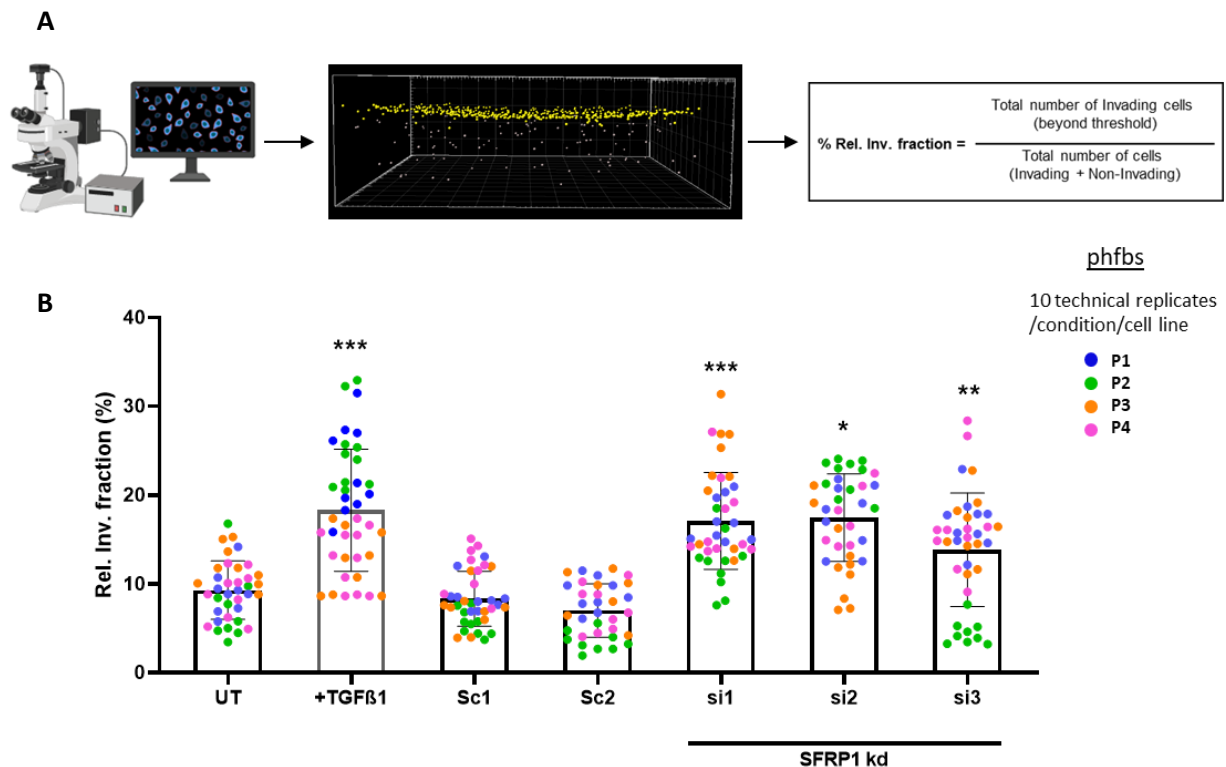 A
% Rel. Inv. fraction =
Total number of Invading cells
(beyond threshold)
Total number of cells
(Invading + Non-Invading)
phfbs
10 technical replicates
/condition/cell line
P1
P2
P3
P4
B
Rel. Inv. fraction (%)
40
30
20
10
0
***
***
*
**
UT
+TGFß1
Sc1
Sc2
si1
si2
si3
SFRP1 kd